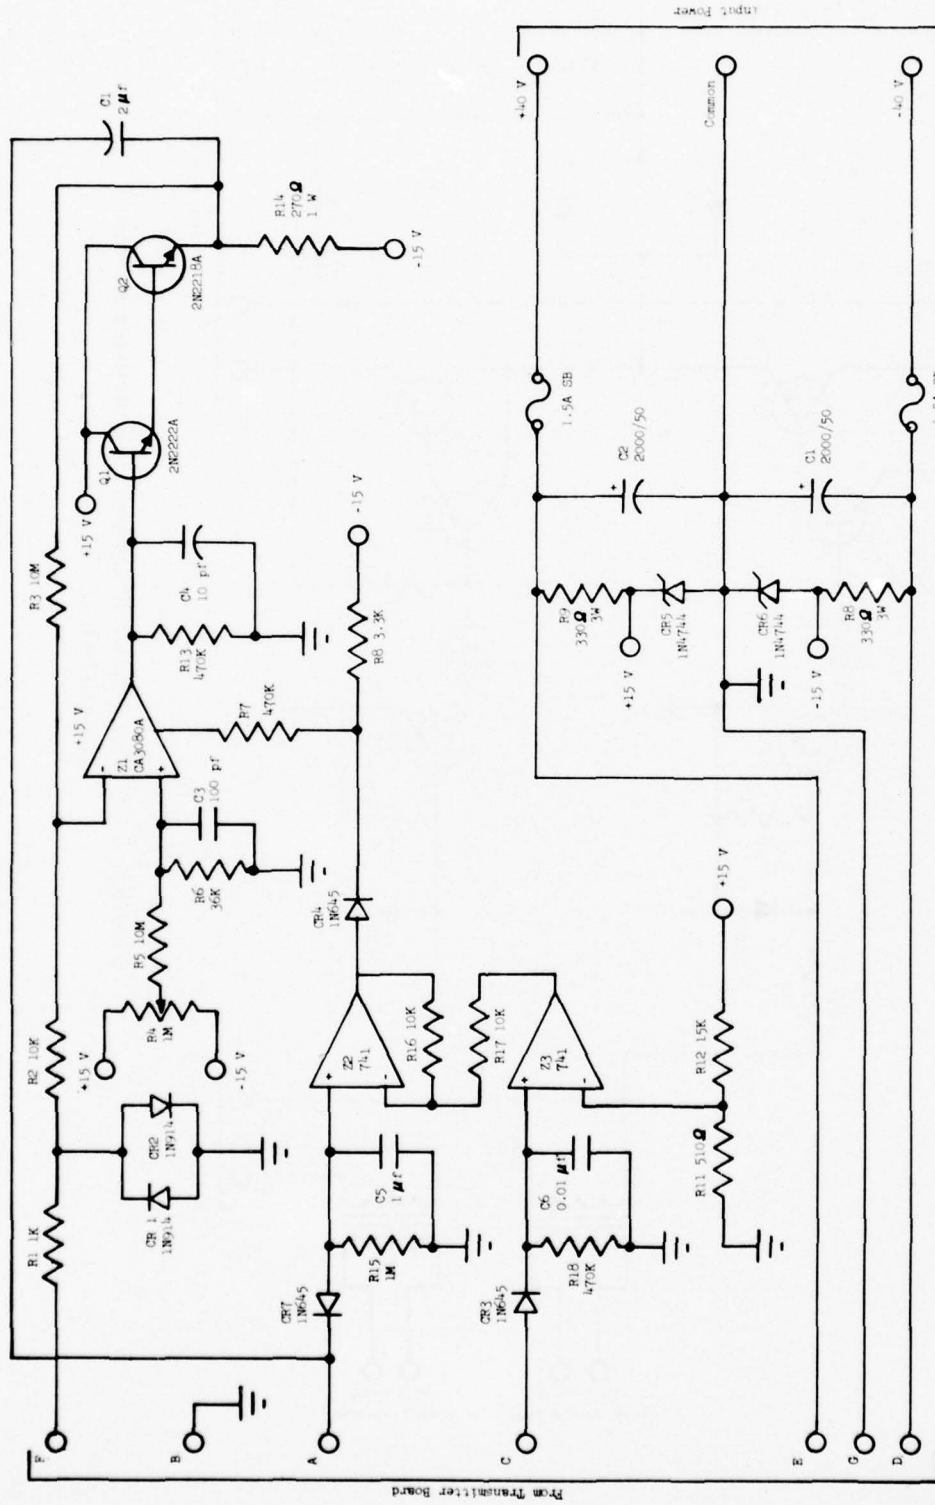 From Transmitter Board
F
R1 1K
CR 1
1N914
CR2
1N914
R2 10K
R3 10M
C1
2 µf
B
+15 V
R4
1M
-15 V
R5 10M
R6
36K
C3
100 pf
+15 V
Z1
CA3080A
-
+
R13
470K
C4
10 pf
+15 V
Q1
2N2222A
Q2
2N2218A
R14
270Ω
1 W
-15 V
R7
470K
R8 3.3K
-15 V
A
CR7
1N645
R15
1M
C5
1 µf
+
-
Z2
741
CR4
1N645
R16 10K
R17 10K
C
CR3
1N645
R18
470K
C6
0.01 µf
+
-
Z3
741
R11 510Ω
R12 15K
+15 V
E
G
D
R9
330Ω
3W
+15 V
CR5
1N4744
CR6
1N4744
-15 V
R8
330Ω
3W
+
C2
2000/50
+
C1
2000/50
1.5A SB
+40 V
Common
-40 V
Input Power